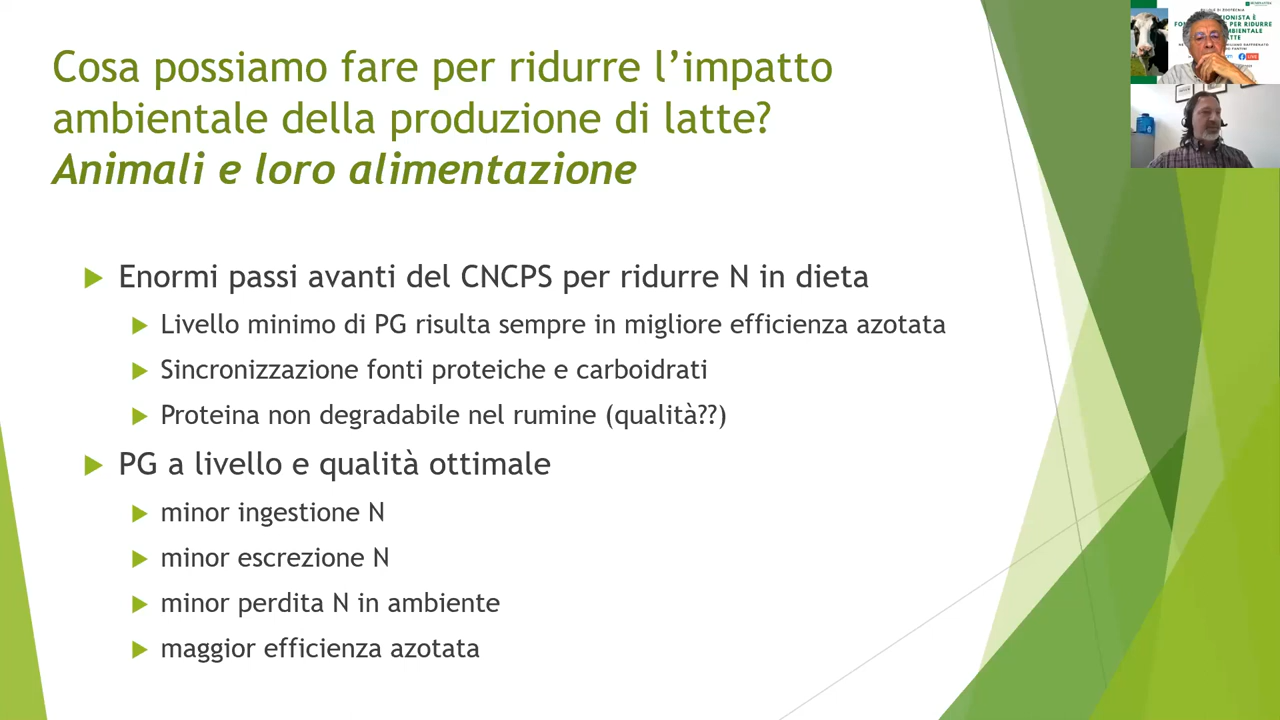 Cosa possiamo fare per ridurre l’impatto
ambientale della produzione di latte?
Animali e loro alimentazione
Enormi passi avanti del CNCPS per ridurre N in dieta
Livello minimo di PG risulta sempre in migliore efficienza azotata
Sincronizzazione fonti proteiche e carboidrati
Proteina non degradabile nel rumine (qualità??)
PG a livello e qualità ottimale
minor ingestione N
minor escrezione N
minor perdita N in ambiente
maggior efficienza azotata
PER RIDURRE
LIVE